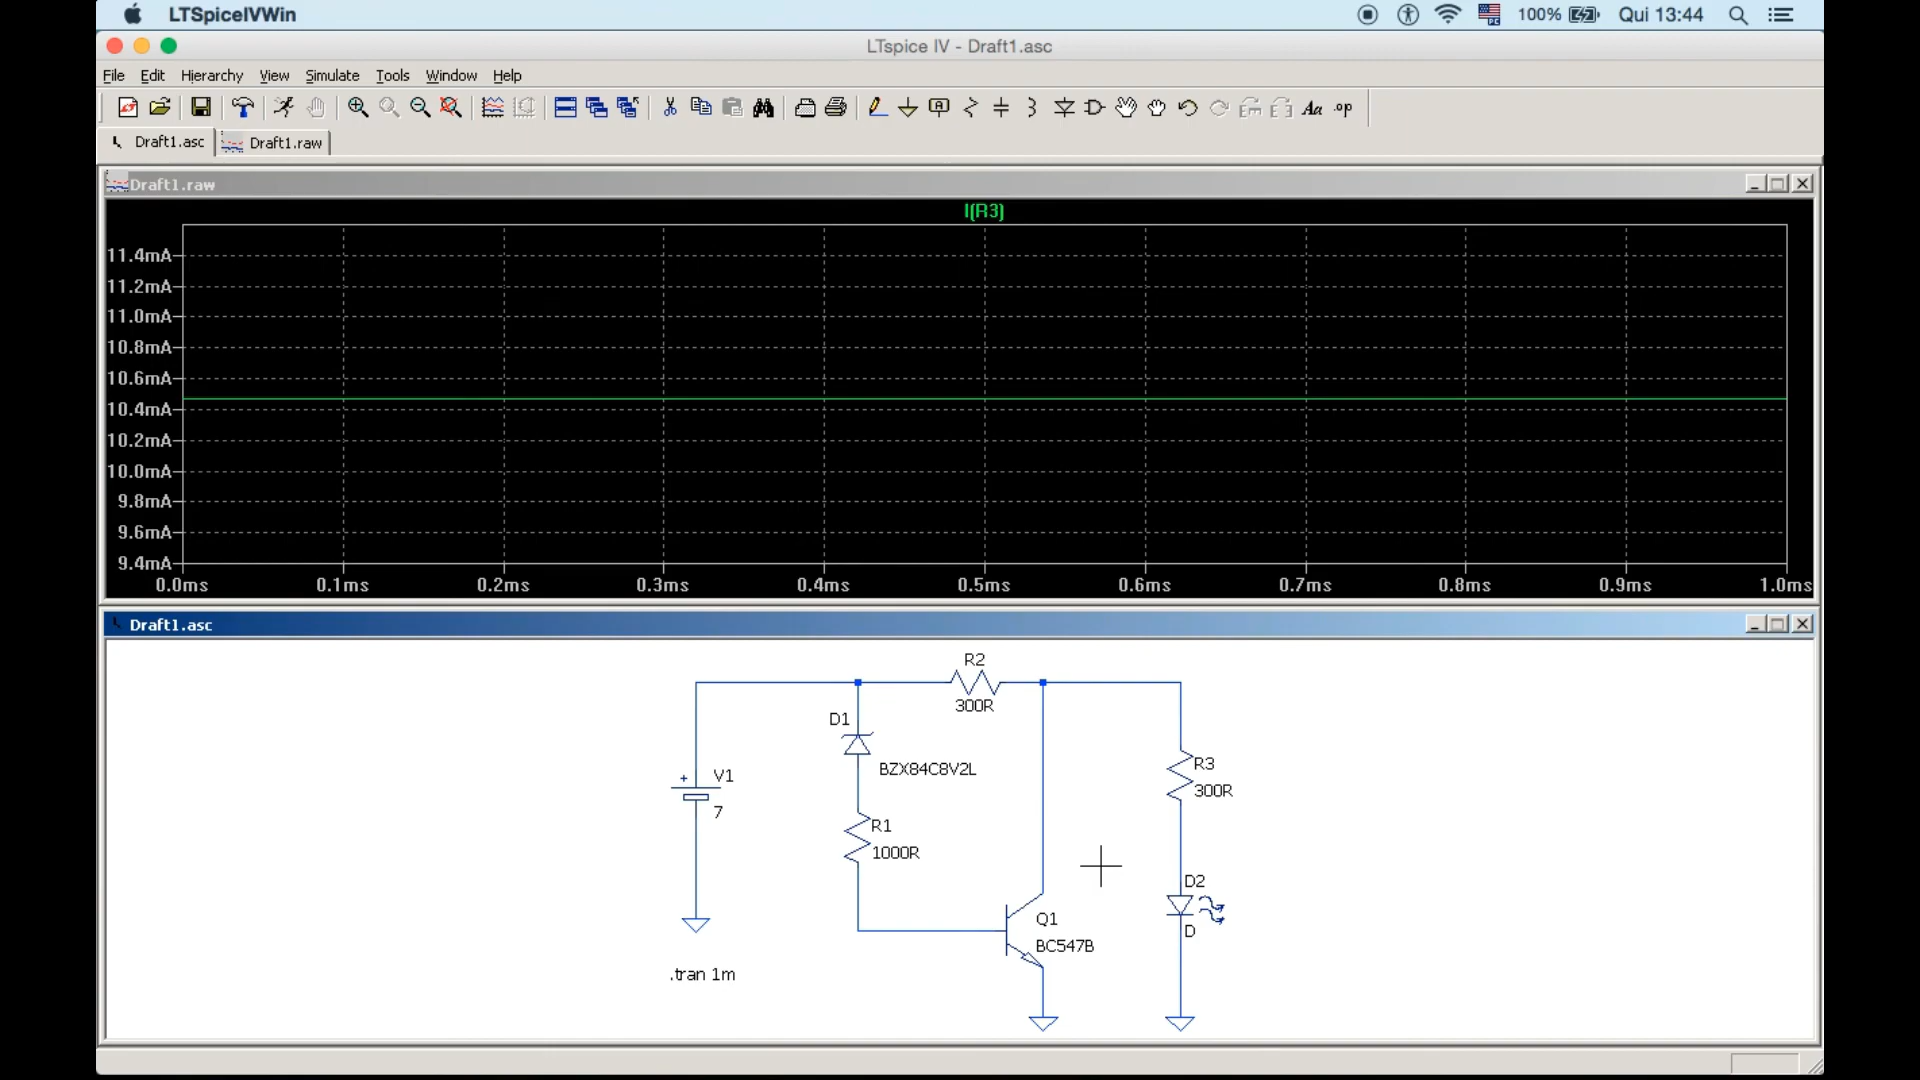 LTSpiceIVWin
100%
Qui 13:44
LTspice IV - Draft1.asc
File Edit Hierarchy View Simulate Tools Window Help
Aa .op
Draft1.asc
Draft1.raw
Draft1.raw
I(R3)
11.4mA
11.2mA
11.0mA
10.8mA
10.6mA
10.4mA
10.2mA
10.0mA
9.8mA
9.6mA
9.4mA
0.0ms 0.1ms 0.2ms 0.3ms 0.4ms 0.5ms 0.6ms 0.7ms 0.8ms 0.9ms 1.0ms
Draft1.asc
R2
300R
D1
BZX84C8V2L
V1
7
R3
300R
R1
1000R
D2
D
Q1
BC547B
.tran 1m